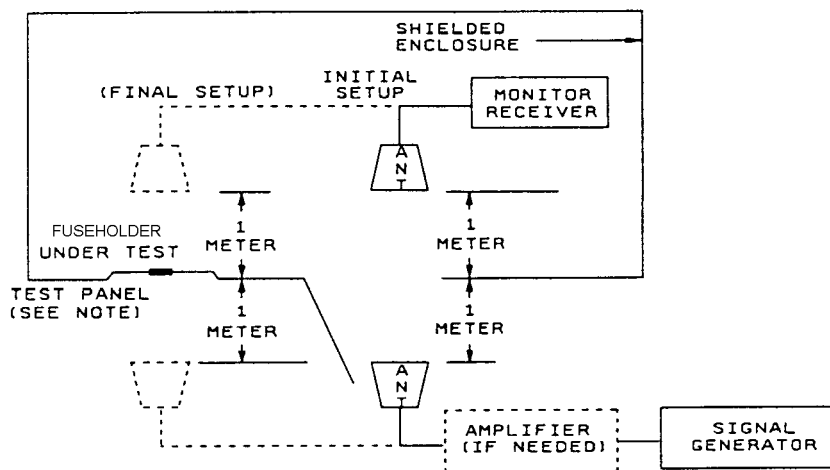 SHIELDED
ENCLOSURE
(FINAL SETUP)
INITIAL
SETUP
MONITOR
RECEIVER
ANT
1
METER
1
METER
FUSEHOLDER
UNDER TEST
TEST PANEL
(SEE NOTE)
1
METER
1
METER
ANT
AMPLIFIER
(IF NEEDED)
SIGNAL
GENERATOR